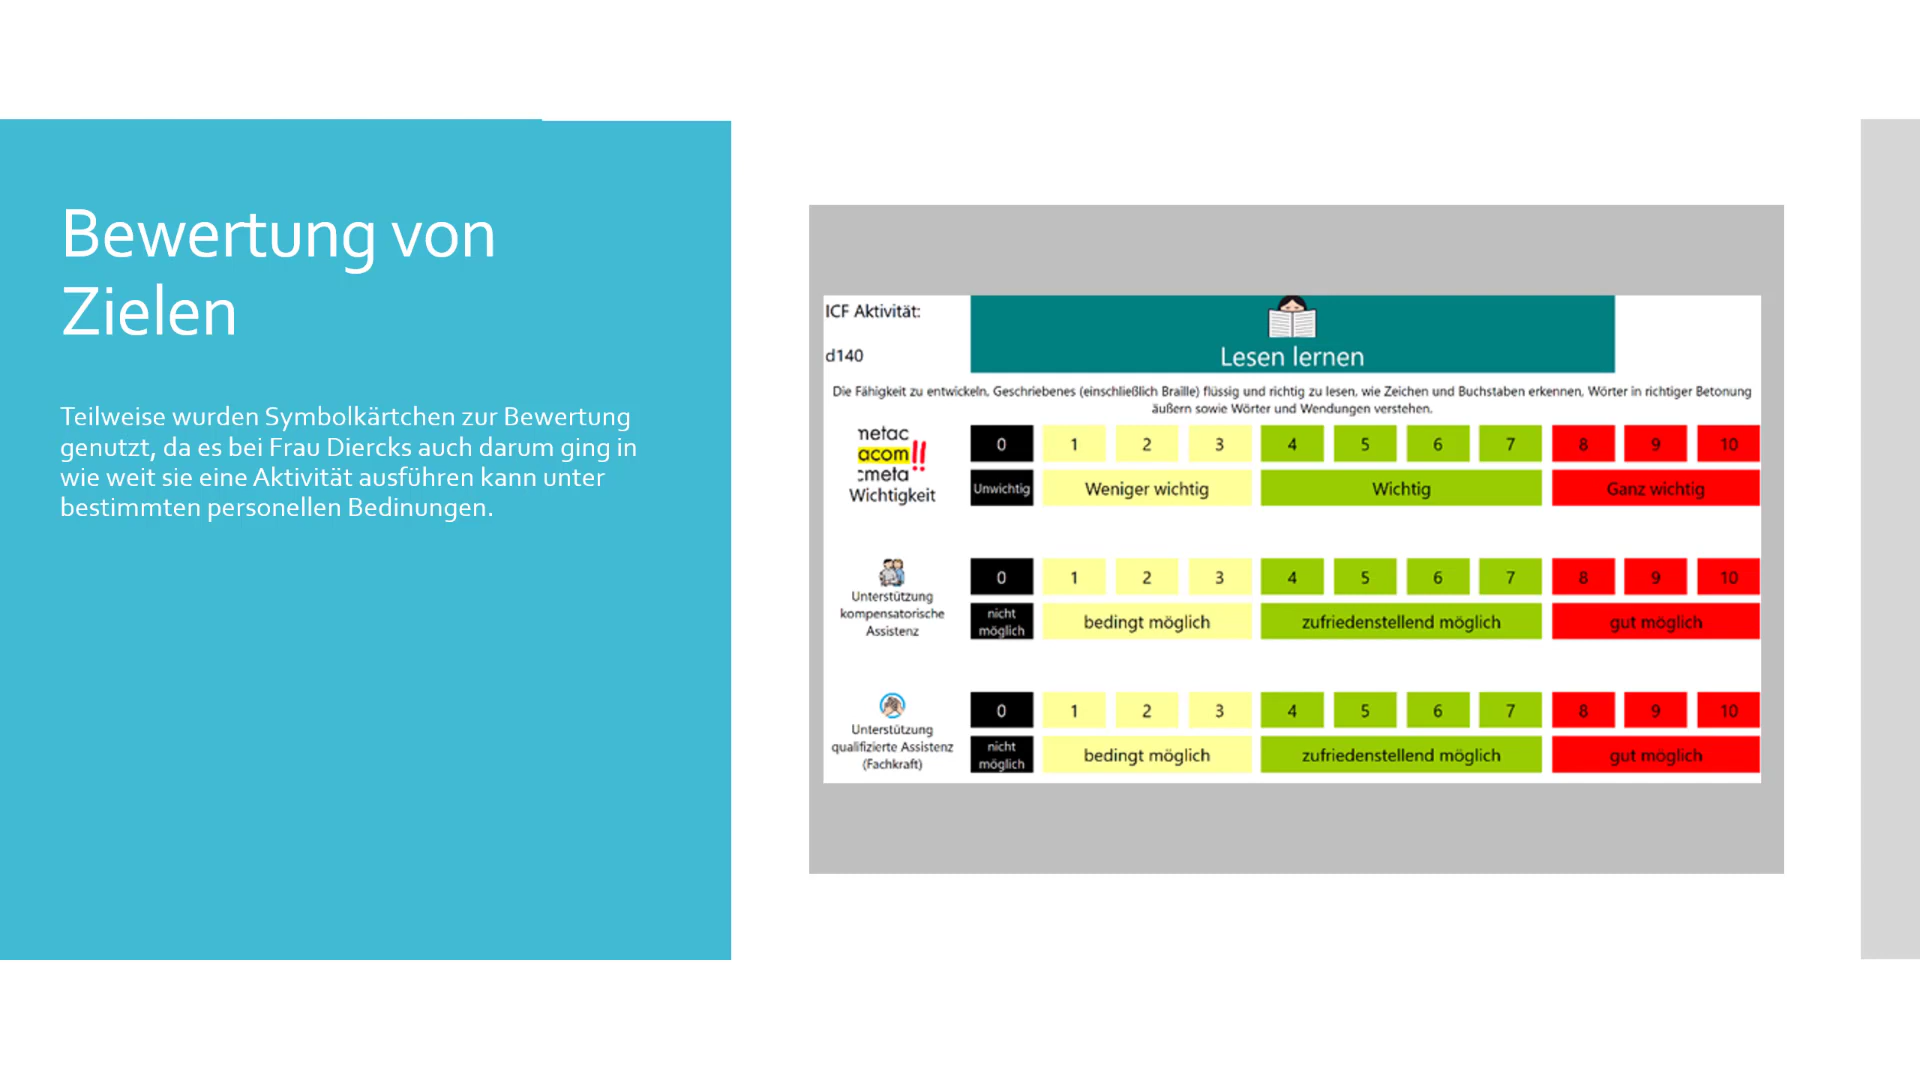 Bewertung von
Zielen
Teilweise wurden Symbolkärtchen zur Bewertung
genutzt, da es bei Frau Diercks auch darum ging in
wie weit sie eine Aktivität ausführen kann unter
bestimmten personellen Bedinungen.
ICF Aktivität:
d140
Lesen lernen
Die Fähigkeit zu entwickeln, Geschriebenes (einschließlich Braille) flüssig und richtig zu lesen, wie Zeichen und Buchstaben erkennen, Wörter in richtiger Betonung
äußern sowie Wörter und Wendungen verstehen.
metac
acom!!
cmeta
Wichtigkeit
0 1 2 3 4 5 6 7 8 9 10
Unwichtig Weniger wichtig Wichtig Ganz wichtig
Unterstützung
kompensatorische
Assistenz
0 1 2 3 4 5 6 7 8 9 10
nicht
möglich
bedingt möglich zufriedenstellend möglich gut möglich
Unterstützung
qualifizierte Assistenz
(Fachkraft)
0 1 2 3 4 5 6 7 8 9 10
nicht
möglich
bedingt möglich zufriedenstellend möglich gut möglich